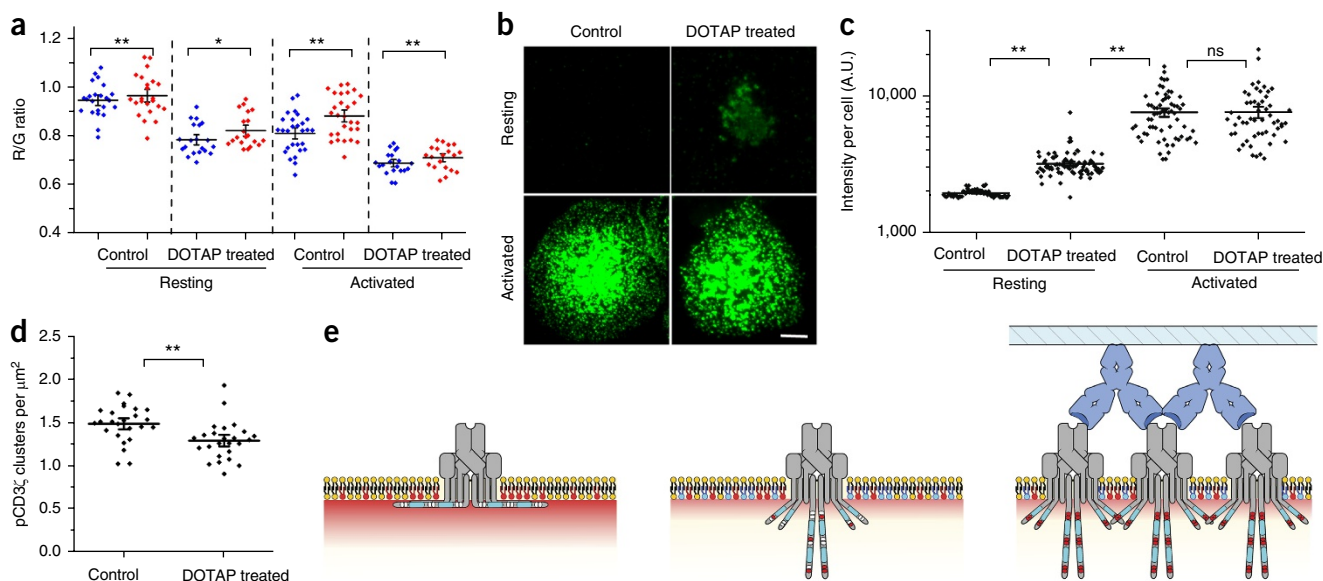 a
1.2
1.0
0.8
0.6
0.4
R/G ratio
**
*
**
**
Control
DOTAP treated
Control
DOTAP treated
Resting
Activated
b
Control
DOTAP treated
Resting
Activated
c
10,000
1,000
Intensity per cell (A.U.)
**
**
ns
Control
DOTAP treated
Control
DOTAP treated
Resting
Activated
d
2.5
2.0
1.5
1.0
0.5
0.0
pCD3ζ clusters per µm²
**
Control
DOTAP treated
e